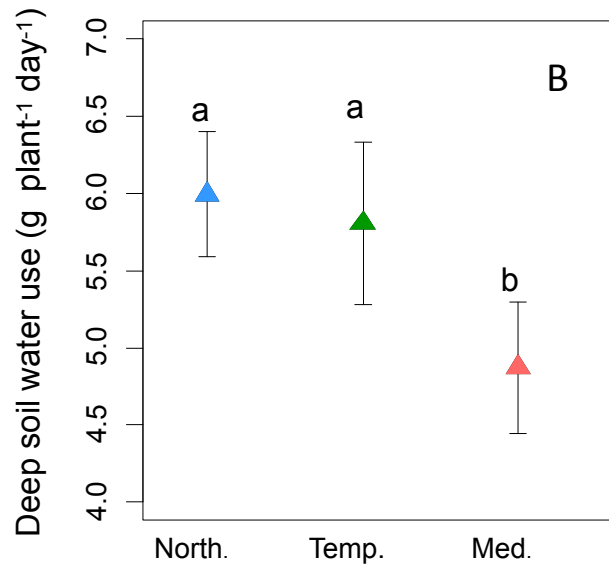 Deep soil water use (g plant⁻¹ day⁻¹)
7.0
6.5
6.0
5.5
5.0
4.5
4.0
B
a
a
b
North.
Temp.
Med.